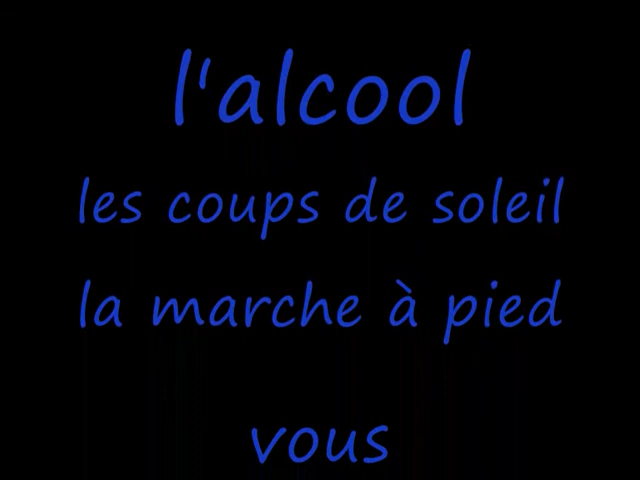 l'alcool
les coups de soleil
la marche à pied
vous